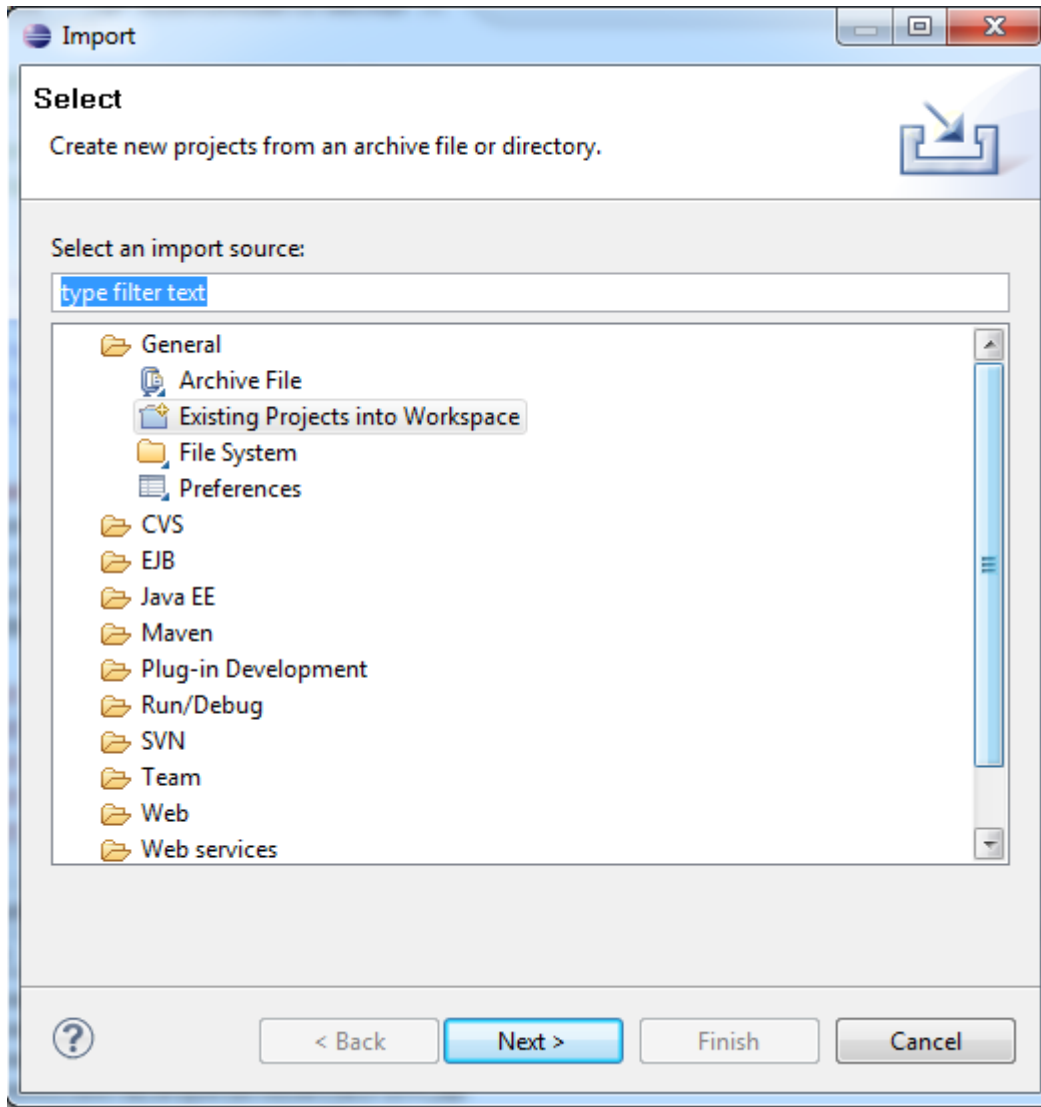 Import
Select
Create new projects from an archive file or directory.
Select an import source:
type filter text
General
Archive File
Existing Projects into Workspace
File System
Preferences
CVS
EJB
Java EE
Maven
Plug-in Development
Run/Debug
SVN
Team
Web
Web services
< Back Next > Finish Cancel